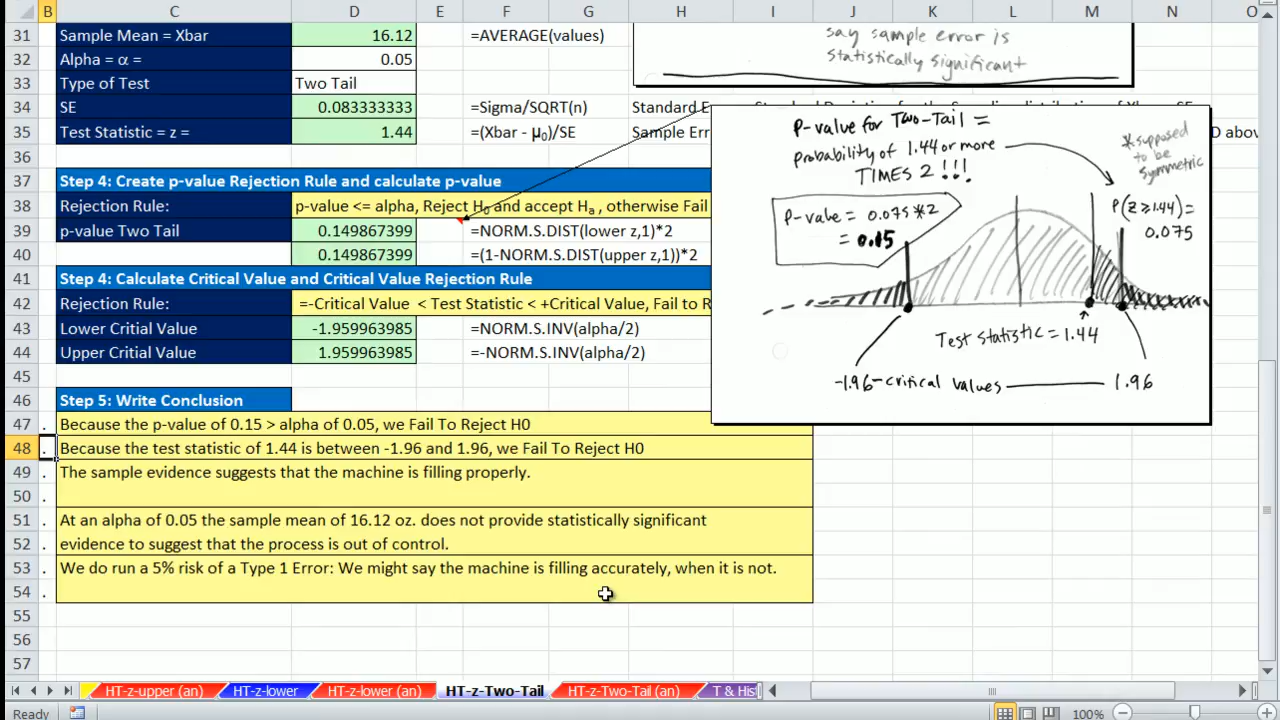 B C D E F G H I J K L M N O
31 Sample Mean = Xbar 16.12 =AVERAGE(values)
32 Alpha = α = 0.05
33 Type of Test Two Tail
34 SE 0.083333333 =Sigma/SQRT(n)
35 Test Statistic = z = 1.44 =(Xbar - μ0)/SE Sample Err D above
36
37 Step 4: Create p-value Rejection Rule and calculate p-value
38 Rejection Rule: p-value <= alpha, Reject H0 and accept Ha , otherwise Fail
39 p-value Two Tail 0.149867399 =NORM.S.DIST(lower z,1)*2
40 0.149867399 =(1-NORM.S.DIST(upper z,1))*2
41 Step 4: Calculate Critical Value and Critical Value Rejection Rule
42 Rejection Rule: =-Critical Value < Test Statistic < +Critical Value, Fail to R
43 Lower Critial Value -1.959963985 =NORM.S.INV(alpha/2)
44 Upper Critial Value 1.959963985 =-NORM.S.INV(alpha/2)
45
46 Step 5: Write Conclusion
47 . Because the p-value of 0.15 > alpha of 0.05, we Fail To Reject H0
48 . Because the test statistic of 1.44 is between -1.96 and 1.96, we Fail To Reject H0
49 . The sample evidence suggests that the machine is filling properly.
50 .
51 . At an alpha of 0.05 the sample mean of 16.12 oz. does not provide statistically significant
52 . evidence to suggest that the process is out of control.
53 . We do run a 5% risk of a Type 1 Error: We might say the machine is filling accurately, when it is not.
54 .
55
56
57
say sample error is
statistically significant
P-value for Two-Tail =
probability of 1.44 or more
TIMES 2 !!!
*supposed
to be
symmetric
P-value = 0.075*2
= 0.15
P(Z≥1.44)=
0.075
Test statistic = 1.44
-1.96-critical values 1.96
HT-z-upper (an) HT-z-lower HT-z-lower (an) HT-z-Two-Tail HT-z-Two-Tail (an) T & His
Ready 100%